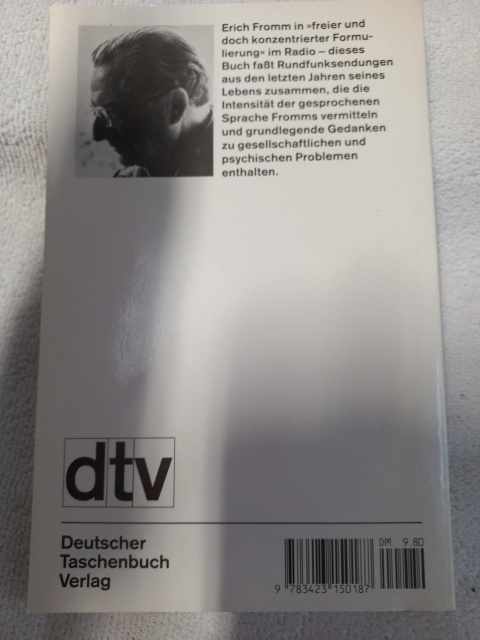 Erich Fromm in »freier und
doch konzentrierter Formu-
lierung« im Radio – dieses
Buch faßt Rundfunksendungen
aus den letzten Jahren seines
Lebens zusammen, die die
Intensität der gesprochenen
Sprache Fromms vermitteln
und grundlegende Gedanken
zu gesellschaftlichen und
psychischen Problemen
enthalten.
dtv
Deutscher
Taschenbuch
Verlag
DM 9.80
9 783423 150187